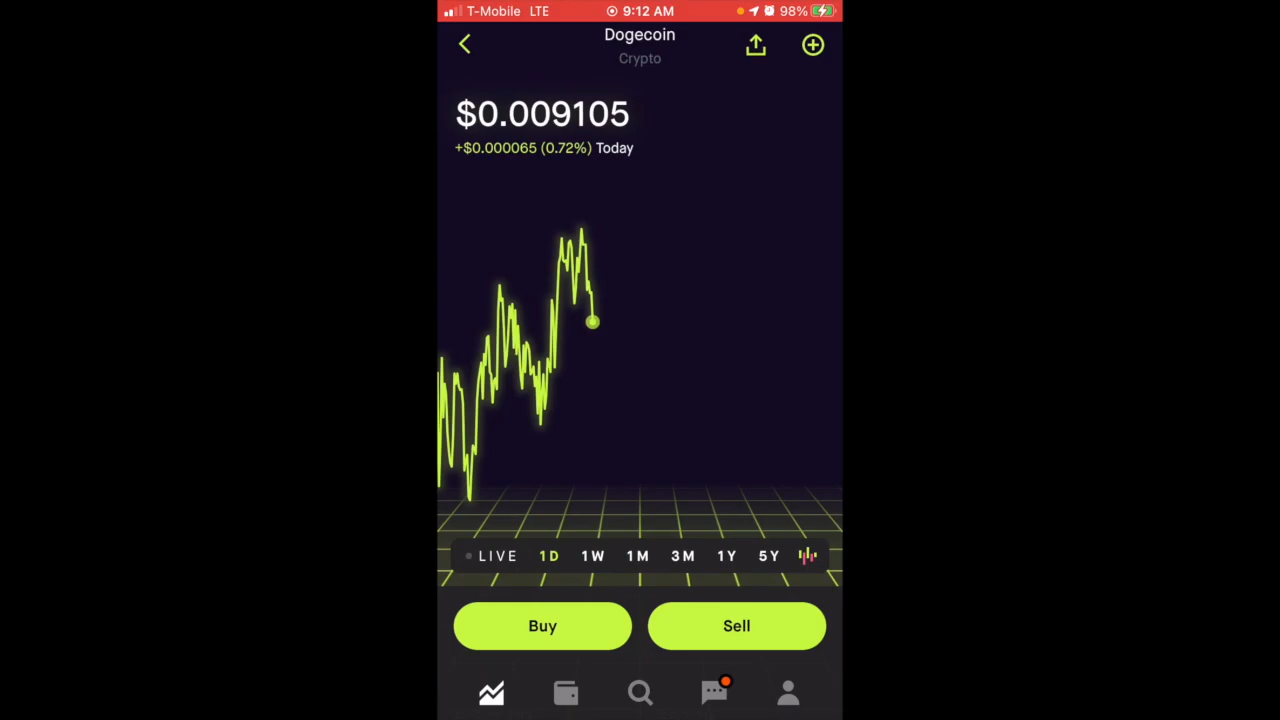 T-Mobile LTE 9:12 AM 98%
Dogecoin
Crypto
$0.009105
+$0.000065 (0.72%) Today
LIVE 1D 1W 1M 3M 1Y 5Y
Buy Sell